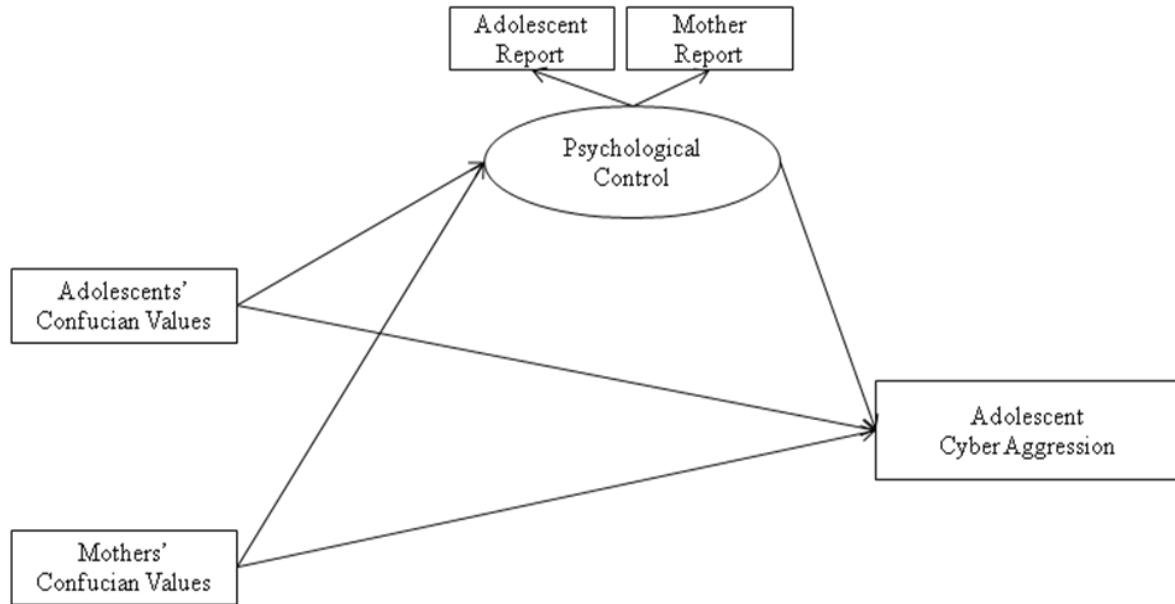 Adolescent
Report
Mother
Report
Psychological
Control
Adolescents’
Confucian Values
Adolescent
Cyber Aggression
Mothers’
Confucian Values